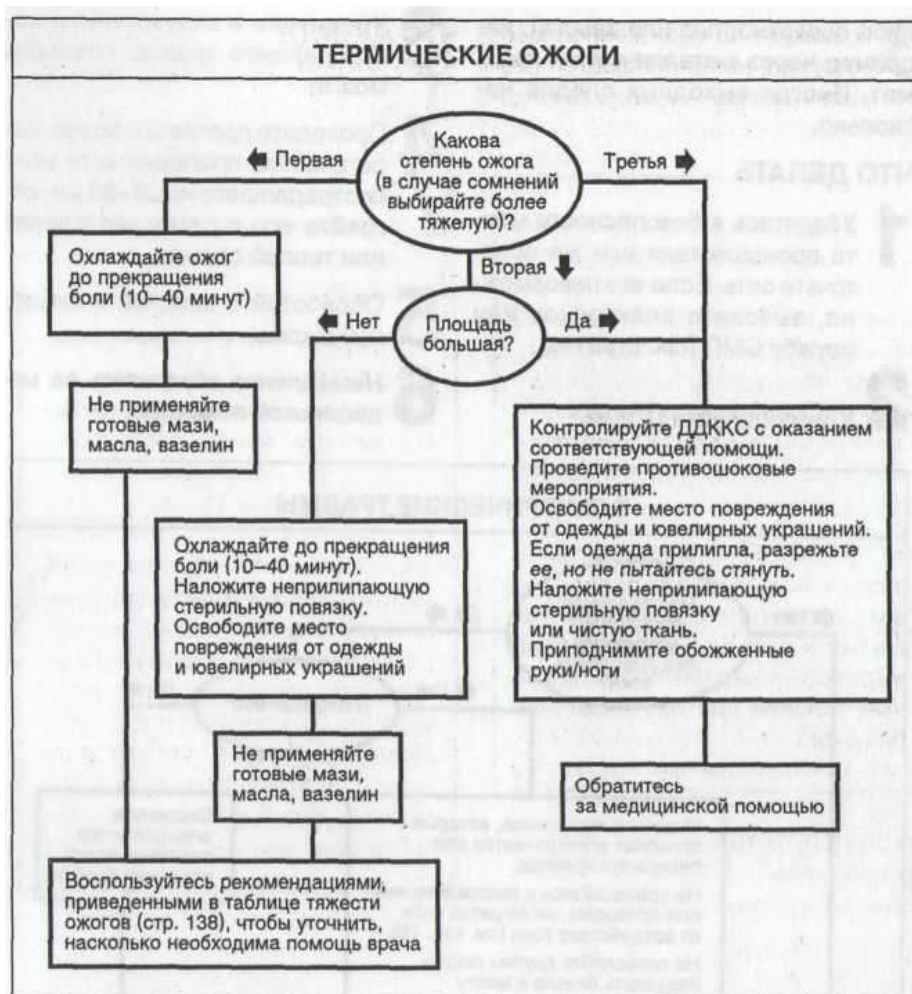 ТЕРМИЧЕСКИЕ ОЖОГИ
Какова
степень ожога
(в случае сомнений
выбирайте более
тяжелую)?
Первая
Третья
Вторая
Охлаждайте ожог
до прекращения
боли (10–40 минут)
Площадь
большая?
Нет
Да
Не применяйте
готовые мази,
масла, вазелин
Контролируйте ДДККС с оказанием
соответствующей помощи.
Проведите противошоковые
мероприятия.
Освободите место повреждения
от одежды и ювелирных украшений.
Если одежда прилипла, разрежьте
ее, но не пытайтесь стянуть.
Наложите неприлипающую
стерильную повязку
или чистую ткань.
Приподнимите обожженные
руки/ноги
Охлаждайте до прекращения
боли (10–40 минут).
Наложите неприлипающую
стерильную повязку.
Освободите место
повреждения от одежды
и ювелирных украшений
Не применяйте
готовые мази,
масла, вазелин
Обратитесь
за медицинской помощью
Воспользуйтесь рекомендациями,
приведенными в таблице тяжести
ожогов (стр. 138), чтобы уточнить,
насколько необходима помощь врача